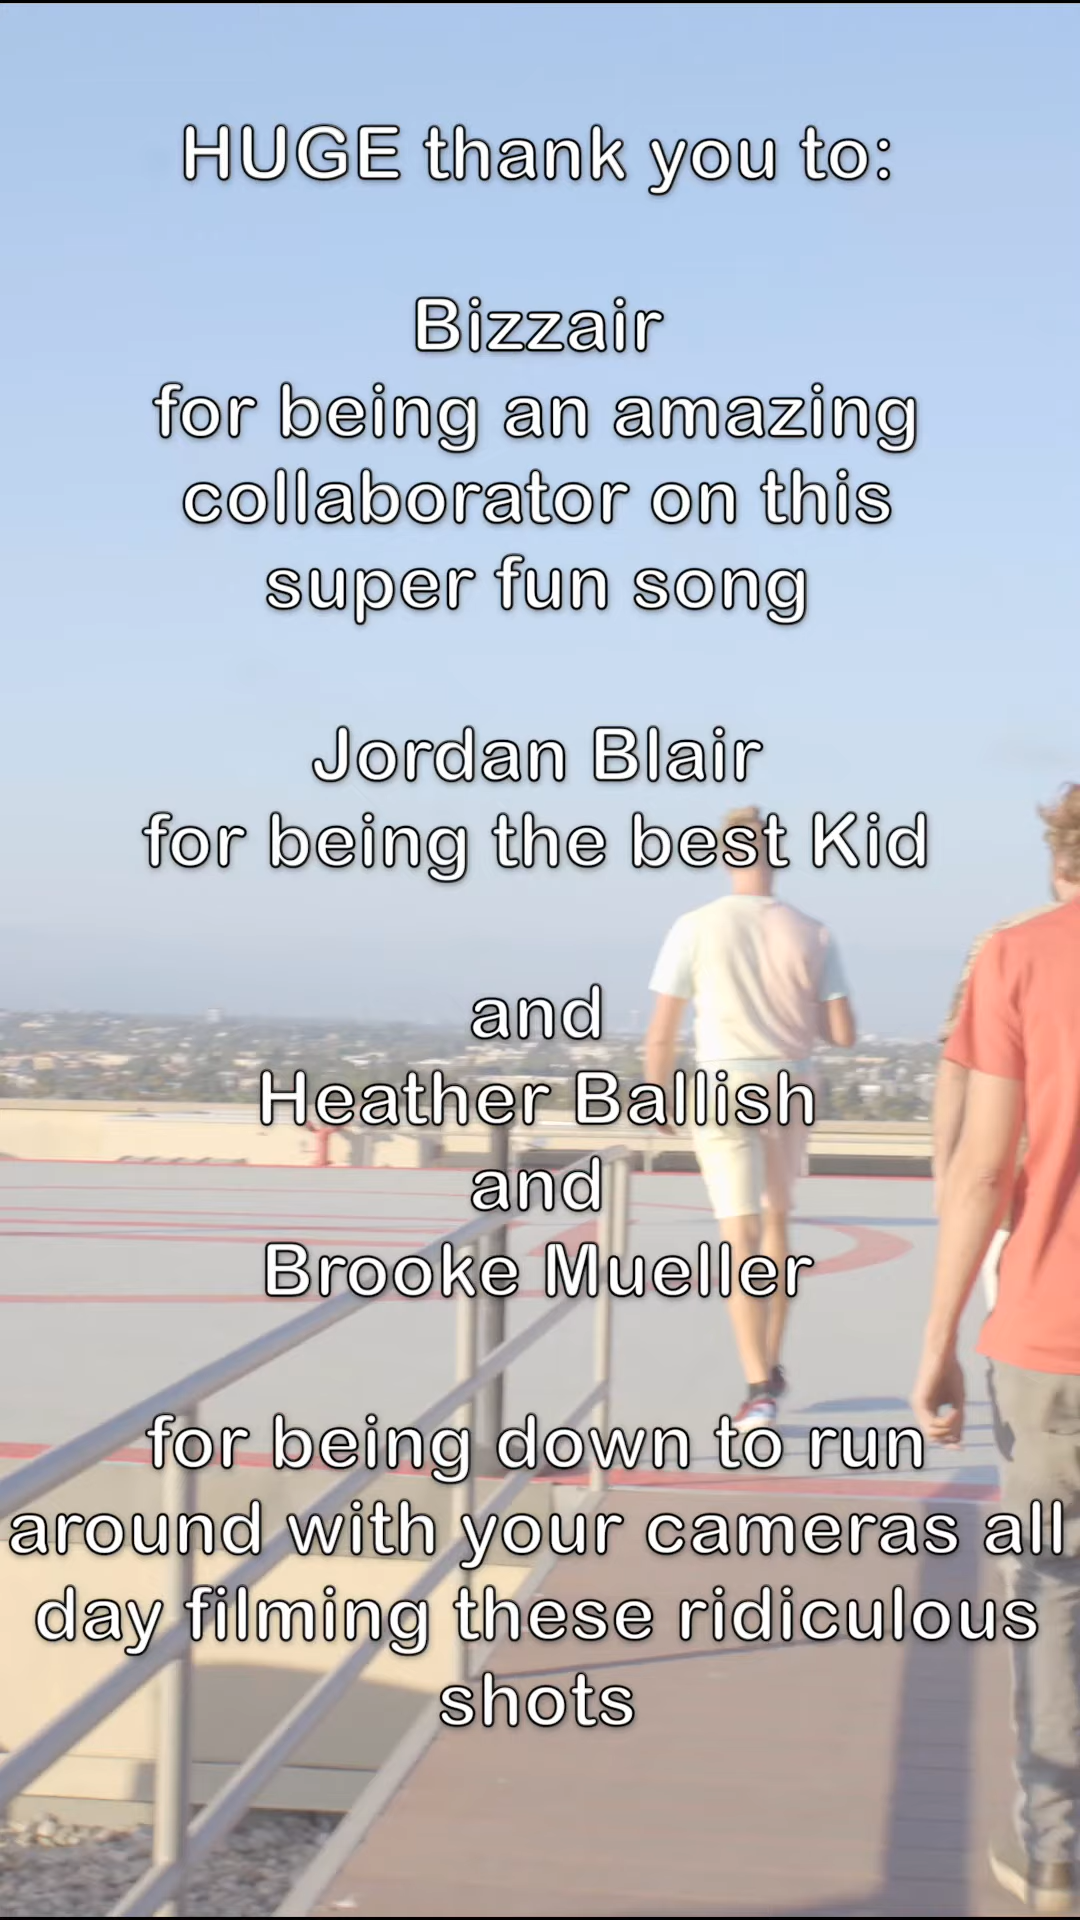 HUGE thank you to:
Bizzair
for being an amazing
collaborator on this
super fun song
Jordan Blair
for being the best Kid
and
Heather Ballish
and
Brooke Mueller
for being down to run
around with your cameras all
day filming these ridiculous
shots